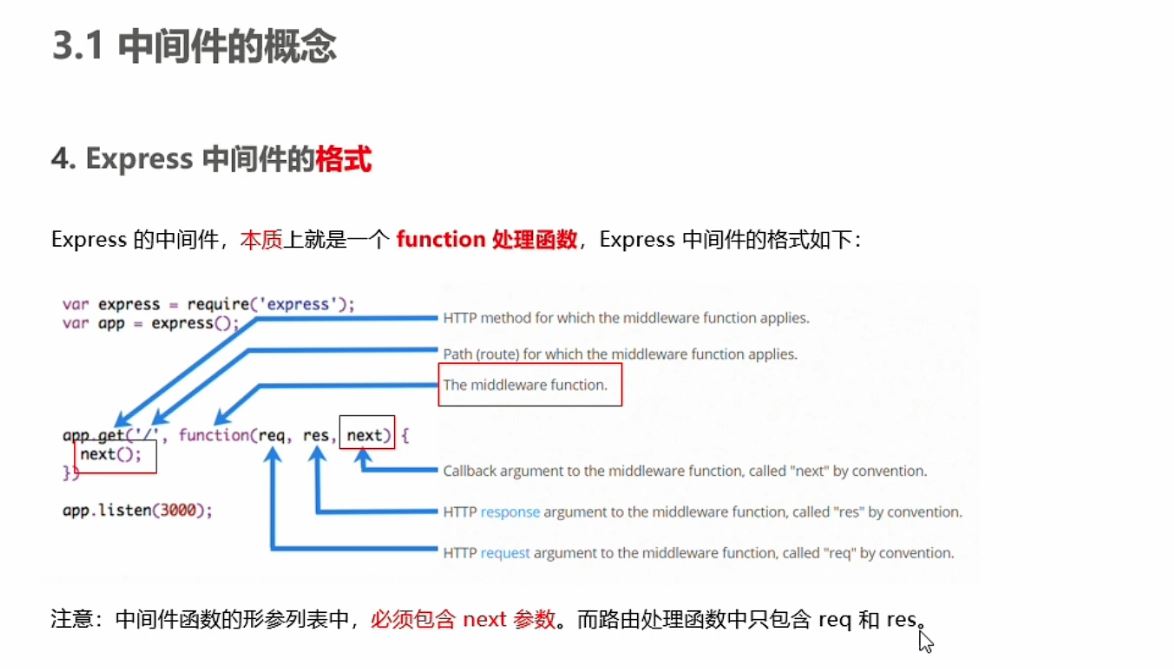 3.1 中间件的概念
4. Express 中间件的格式
Express 的中间件，本质上就是一个 function 处理函数，Express 中间件的格式如下：
var express = require('express');
var app = express();
HTTP method for which the middleware function applies.
Path (route) for which the middleware function applies.
The middleware function.
app.get('/', function(req, res, next) {
next();
})
Callback argument to the middleware function, called "next" by convention.
app.listen(3000);
HTTP response argument to the middleware function, called "res" by convention.
HTTP request argument to the middleware function, called "req" by convention.
注意：中间件函数的形参列表中，必须包含 next 参数。而路由处理函数中只包含 req 和 res。